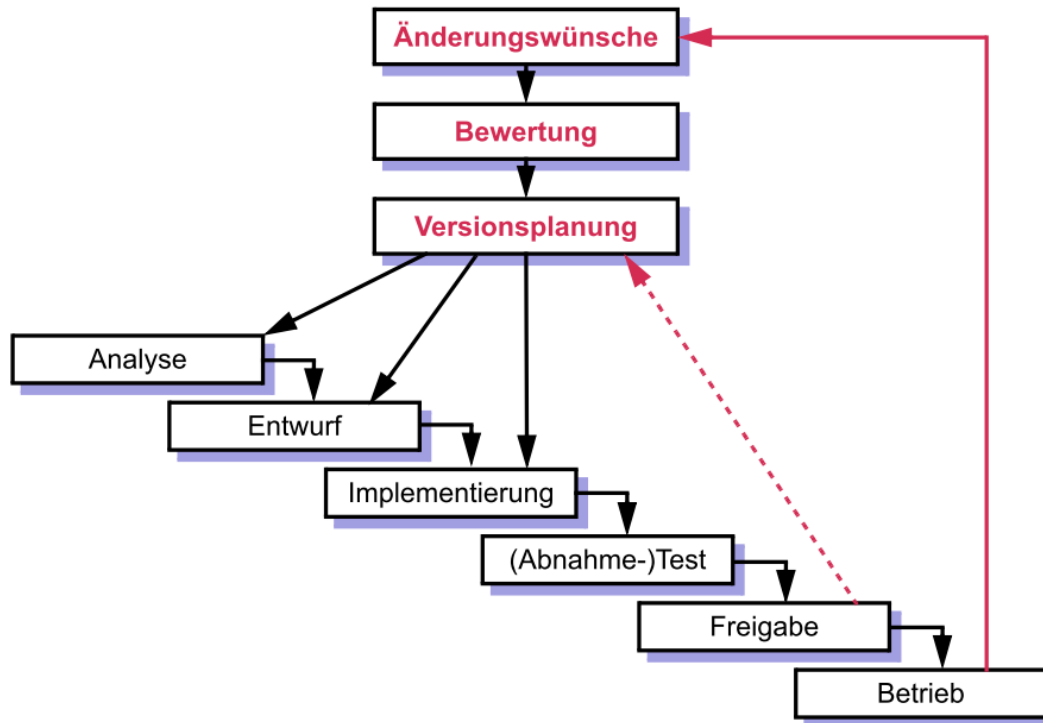 Änderungswünsche
Bewertung
Versionsplanung
Analyse
Entwurf
Implementierung
(Abnahme-)Test
Freigabe
Betrieb